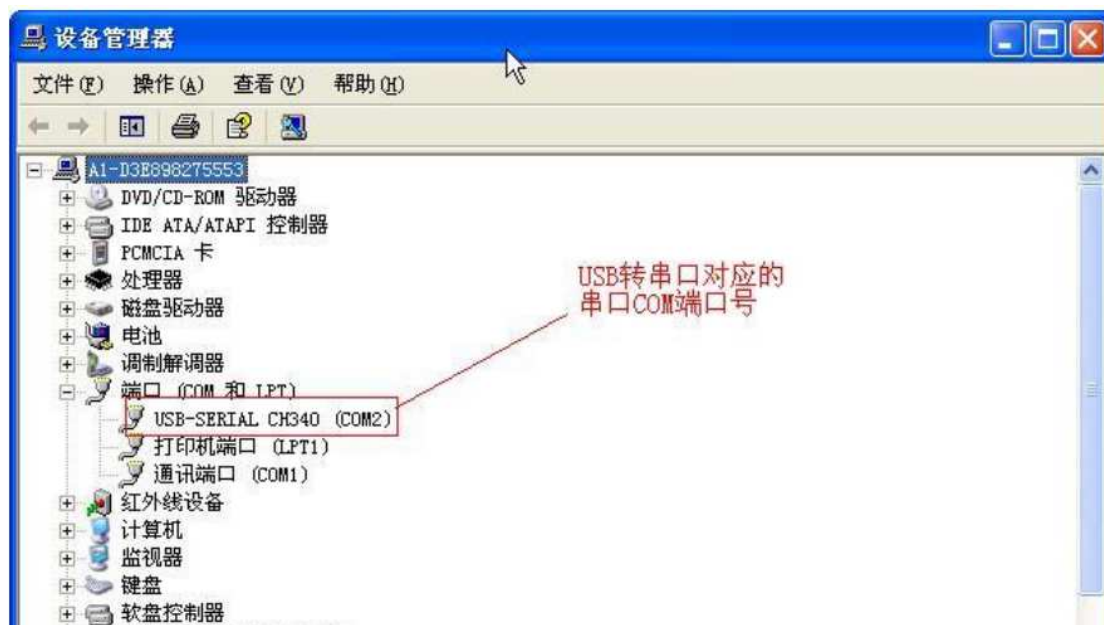 设备管理器
文件(F) 操作(A) 查看(V) 帮助(H)
A1-D3E898275553
DVD/CD-ROM 驱动器
IDE ATA/ATAPI 控制器
PCMCIA 卡
处理器
磁盘驱动器
电池
调制解调器
端口 (COM 和 LPT)
USB-SERIAL CH340 (COM2)
打印机端口 (LPT1)
通讯端口 (COM1)
红外线设备
计算机
监视器
键盘
软盘控制器
USB转串口对应的
串口COM端口号